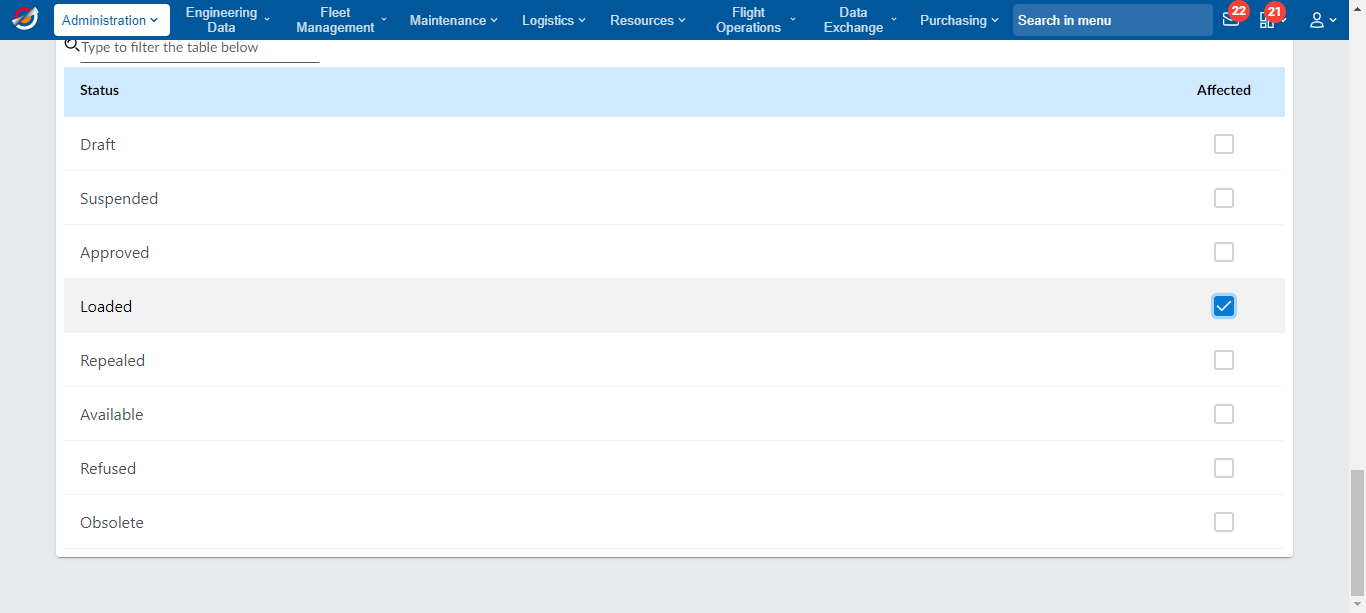 Administration
Engineering
Data
Fleet
Management
Maintenance
Logistics
Resources
Flight
Operations
Data
Exchange
Purchasing
Search in menu
22
21
Type to filter the table below
Status Affected
Draft
Suspended
Approved
Loaded
Repealed
Available
Refused
Obsolete